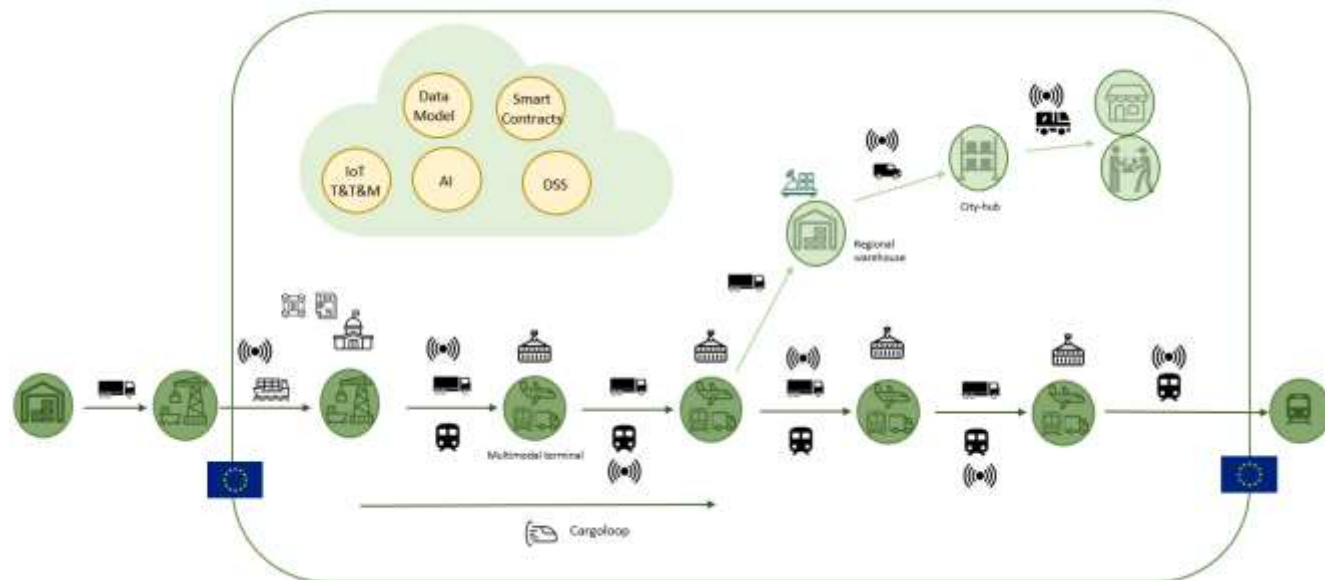 Data
Model
Smart
Contracts
IoT
T&T&M
AI
DSS
City-hub
Regional
warehouse
Multimodal terminal
Cargoloop